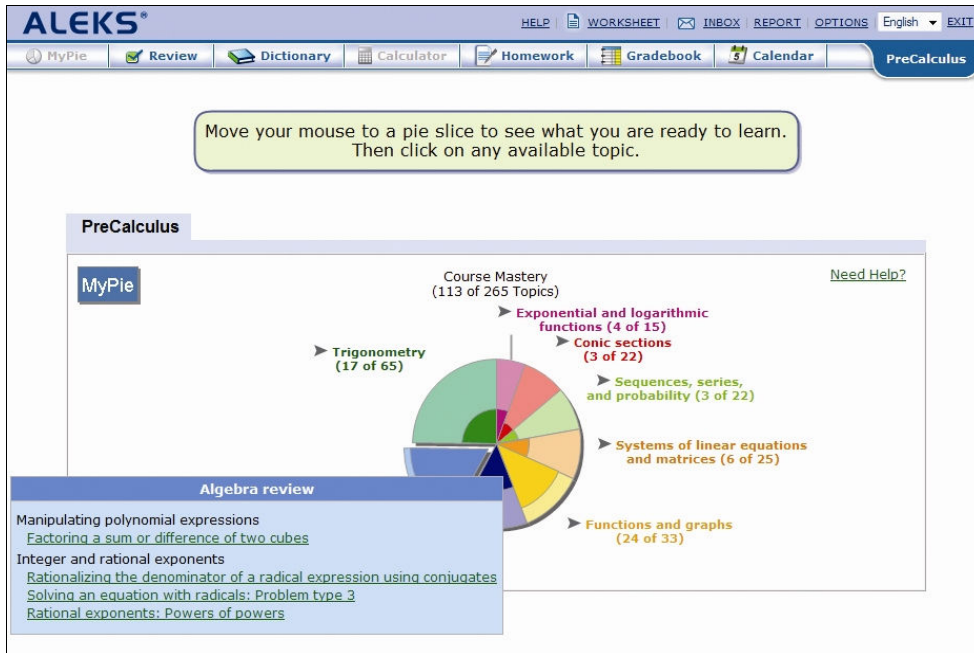 ALEKS®
HELP | WORKSHEET | INBOX | REPORT | OPTIONS English EXIT
MyPie Review Dictionary Calculator Homework Gradebook 5 Calendar PreCalculus
Move your mouse to a pie slice to see what you are ready to learn.
Then click on any available topic.
PreCalculus
MyPie
Need Help?
Course Mastery
(113 of 265 Topics)
Exponential and logarithmic
functions (4 of 15)
Conic sections
(3 of 22)
Trigonometry
(17 of 65)
Sequences, series,
and probability (3 of 22)
Systems of linear equations
and matrices (6 of 25)
Functions and graphs
(24 of 33)
Algebra review
Manipulating polynomial expressions
Factoring a sum or difference of two cubes
Integer and rational exponents
Rationalizing the denominator of a radical expression using conjugates
Solving an equation with radicals: Problem type 3
Rational exponents: Powers of powers